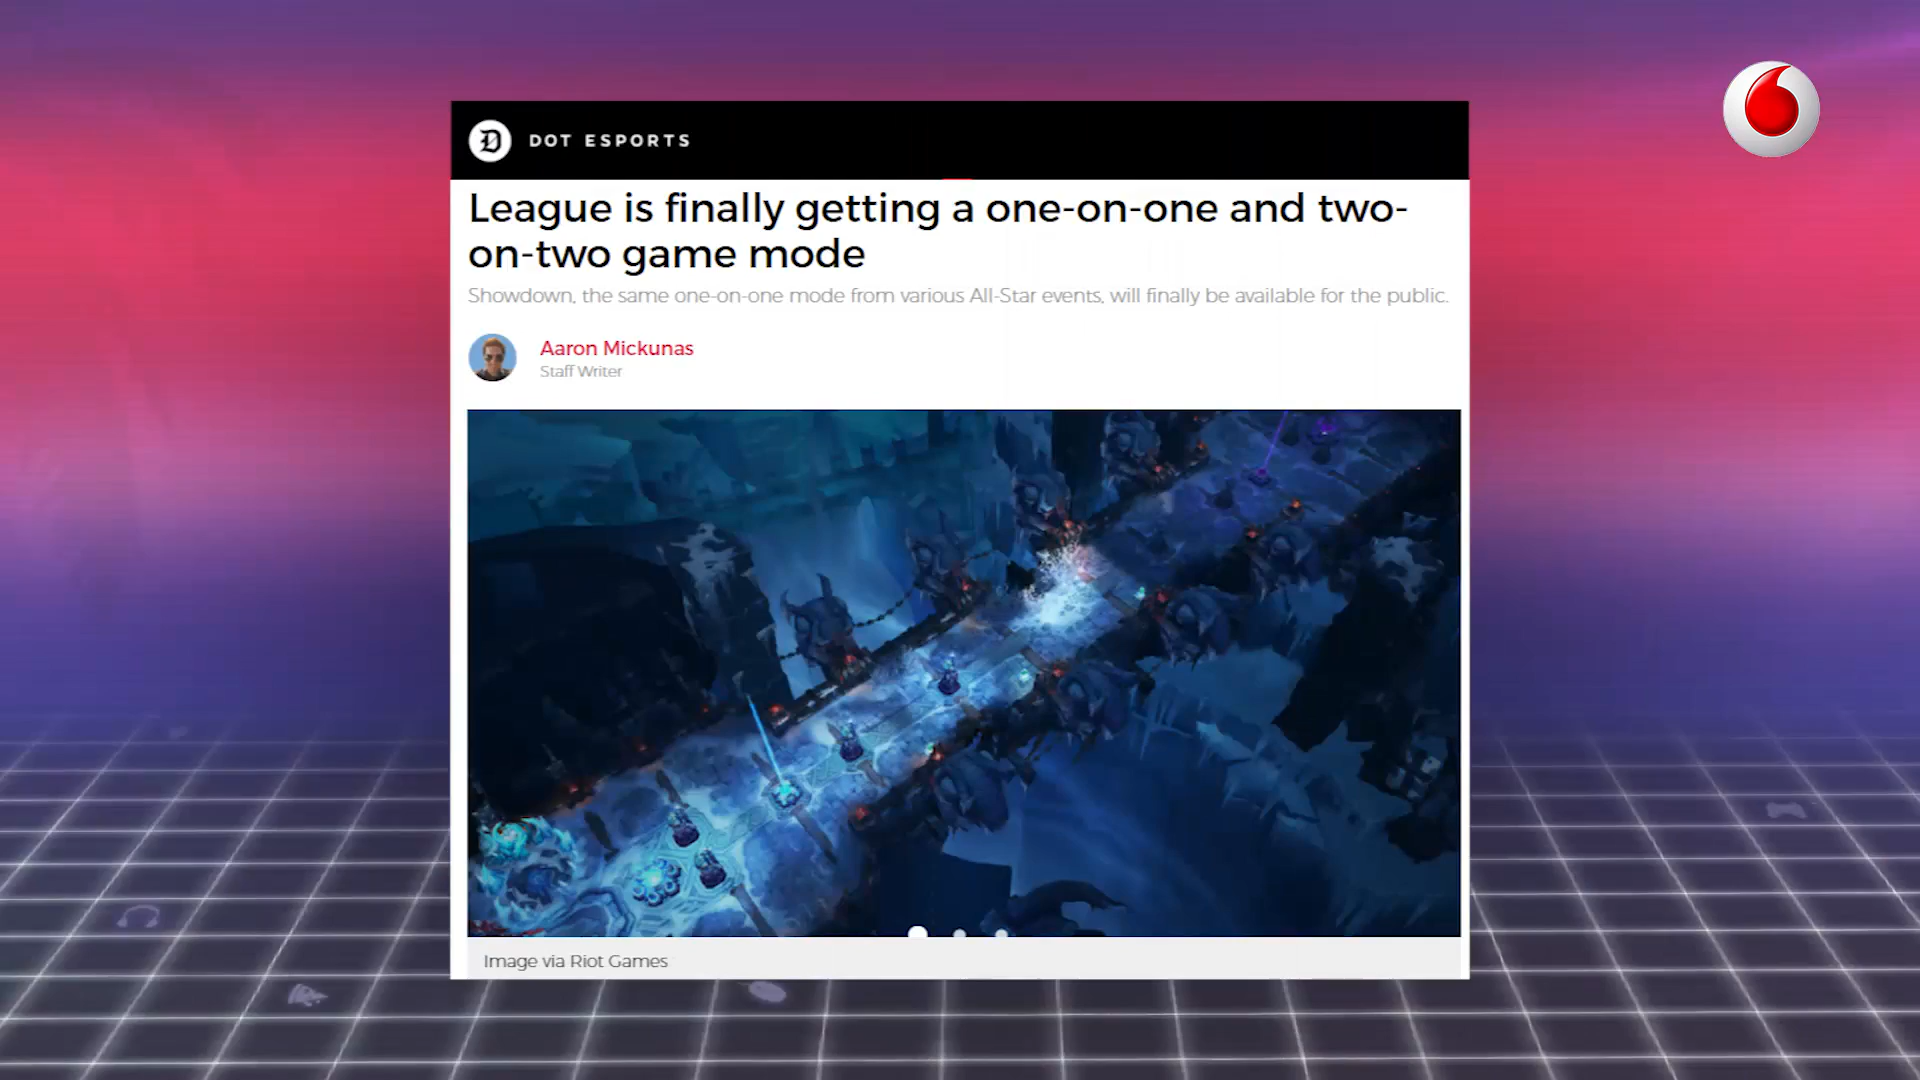 DOT ESPORTS
League is finally getting a one-on-one and two-
on-two game mode
Showdown, the same one-on-one mode from various All-Star events, will finally be available for the public.
Aaron Mickunas
Staff Writer
Image via Riot Games